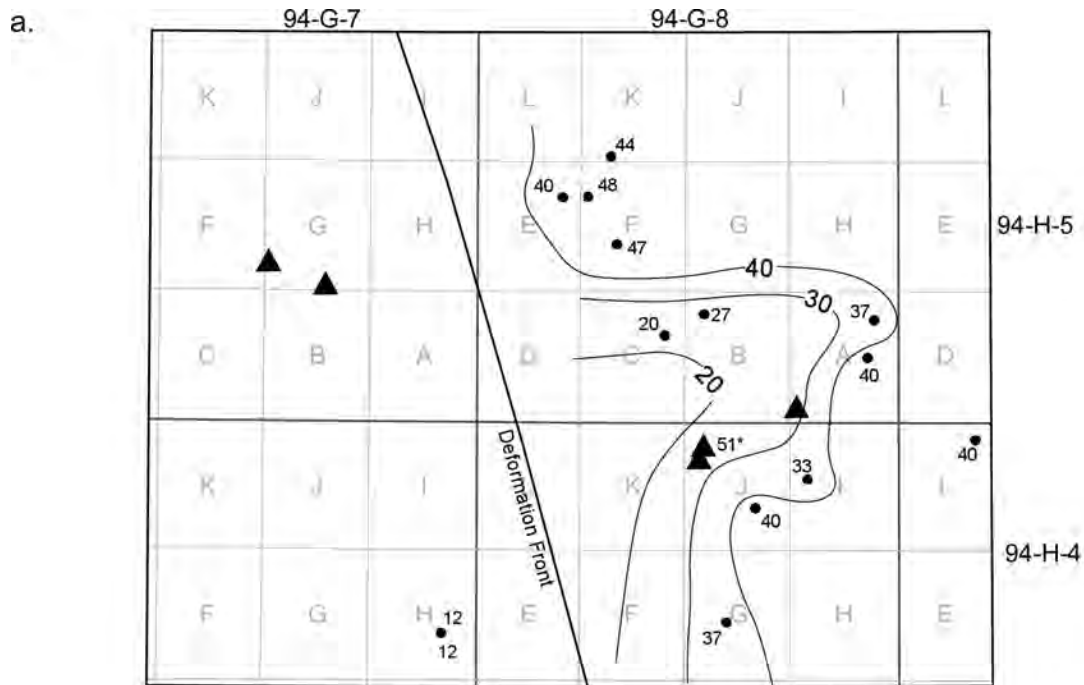 a.
94-G-7 94-G-8
K J I L K J I L
44
40 48
F G H E F G H E 94-H-5
47
40
30
37
27
20
C B A D C B A D
40
20
51*
40
K J I K J I L
33
40
Deformation Front
94-H-4
F G H E F G H E
12
12
37